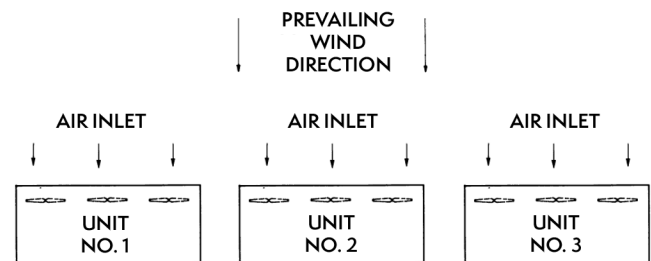 PREVAILING
WIND
DIRECTION
AIR INLET
AIR INLET
AIR INLET
UNIT
NO. 1
UNIT
NO. 2
UNIT
NO. 3